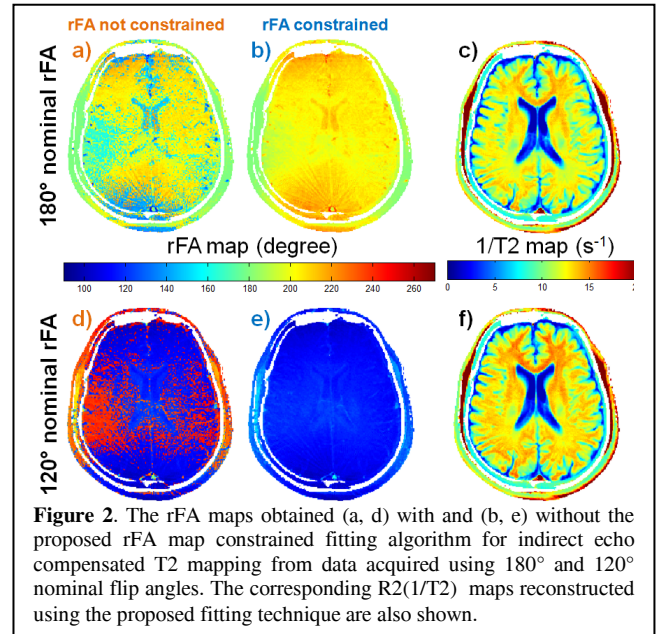 rFA not constrained rFA constrained
180° nominal rFA
a) b) c)
rFA map (degree) 1/T2 map (s⁻¹)
100 120 140 160 180 200 220 240 260 0 5 10 15 2
120° nominal rFA
d) e) f)
Figure 2. The rFA maps obtained (a, d) with and (b, e) without the
proposed rFA map constrained fitting algorithm for indirect echo
compensated T2 mapping from data acquired using 180° and 120°
nominal flip angles. The corresponding R2(1/T2) maps reconstructed
using the proposed fitting technique are also shown.